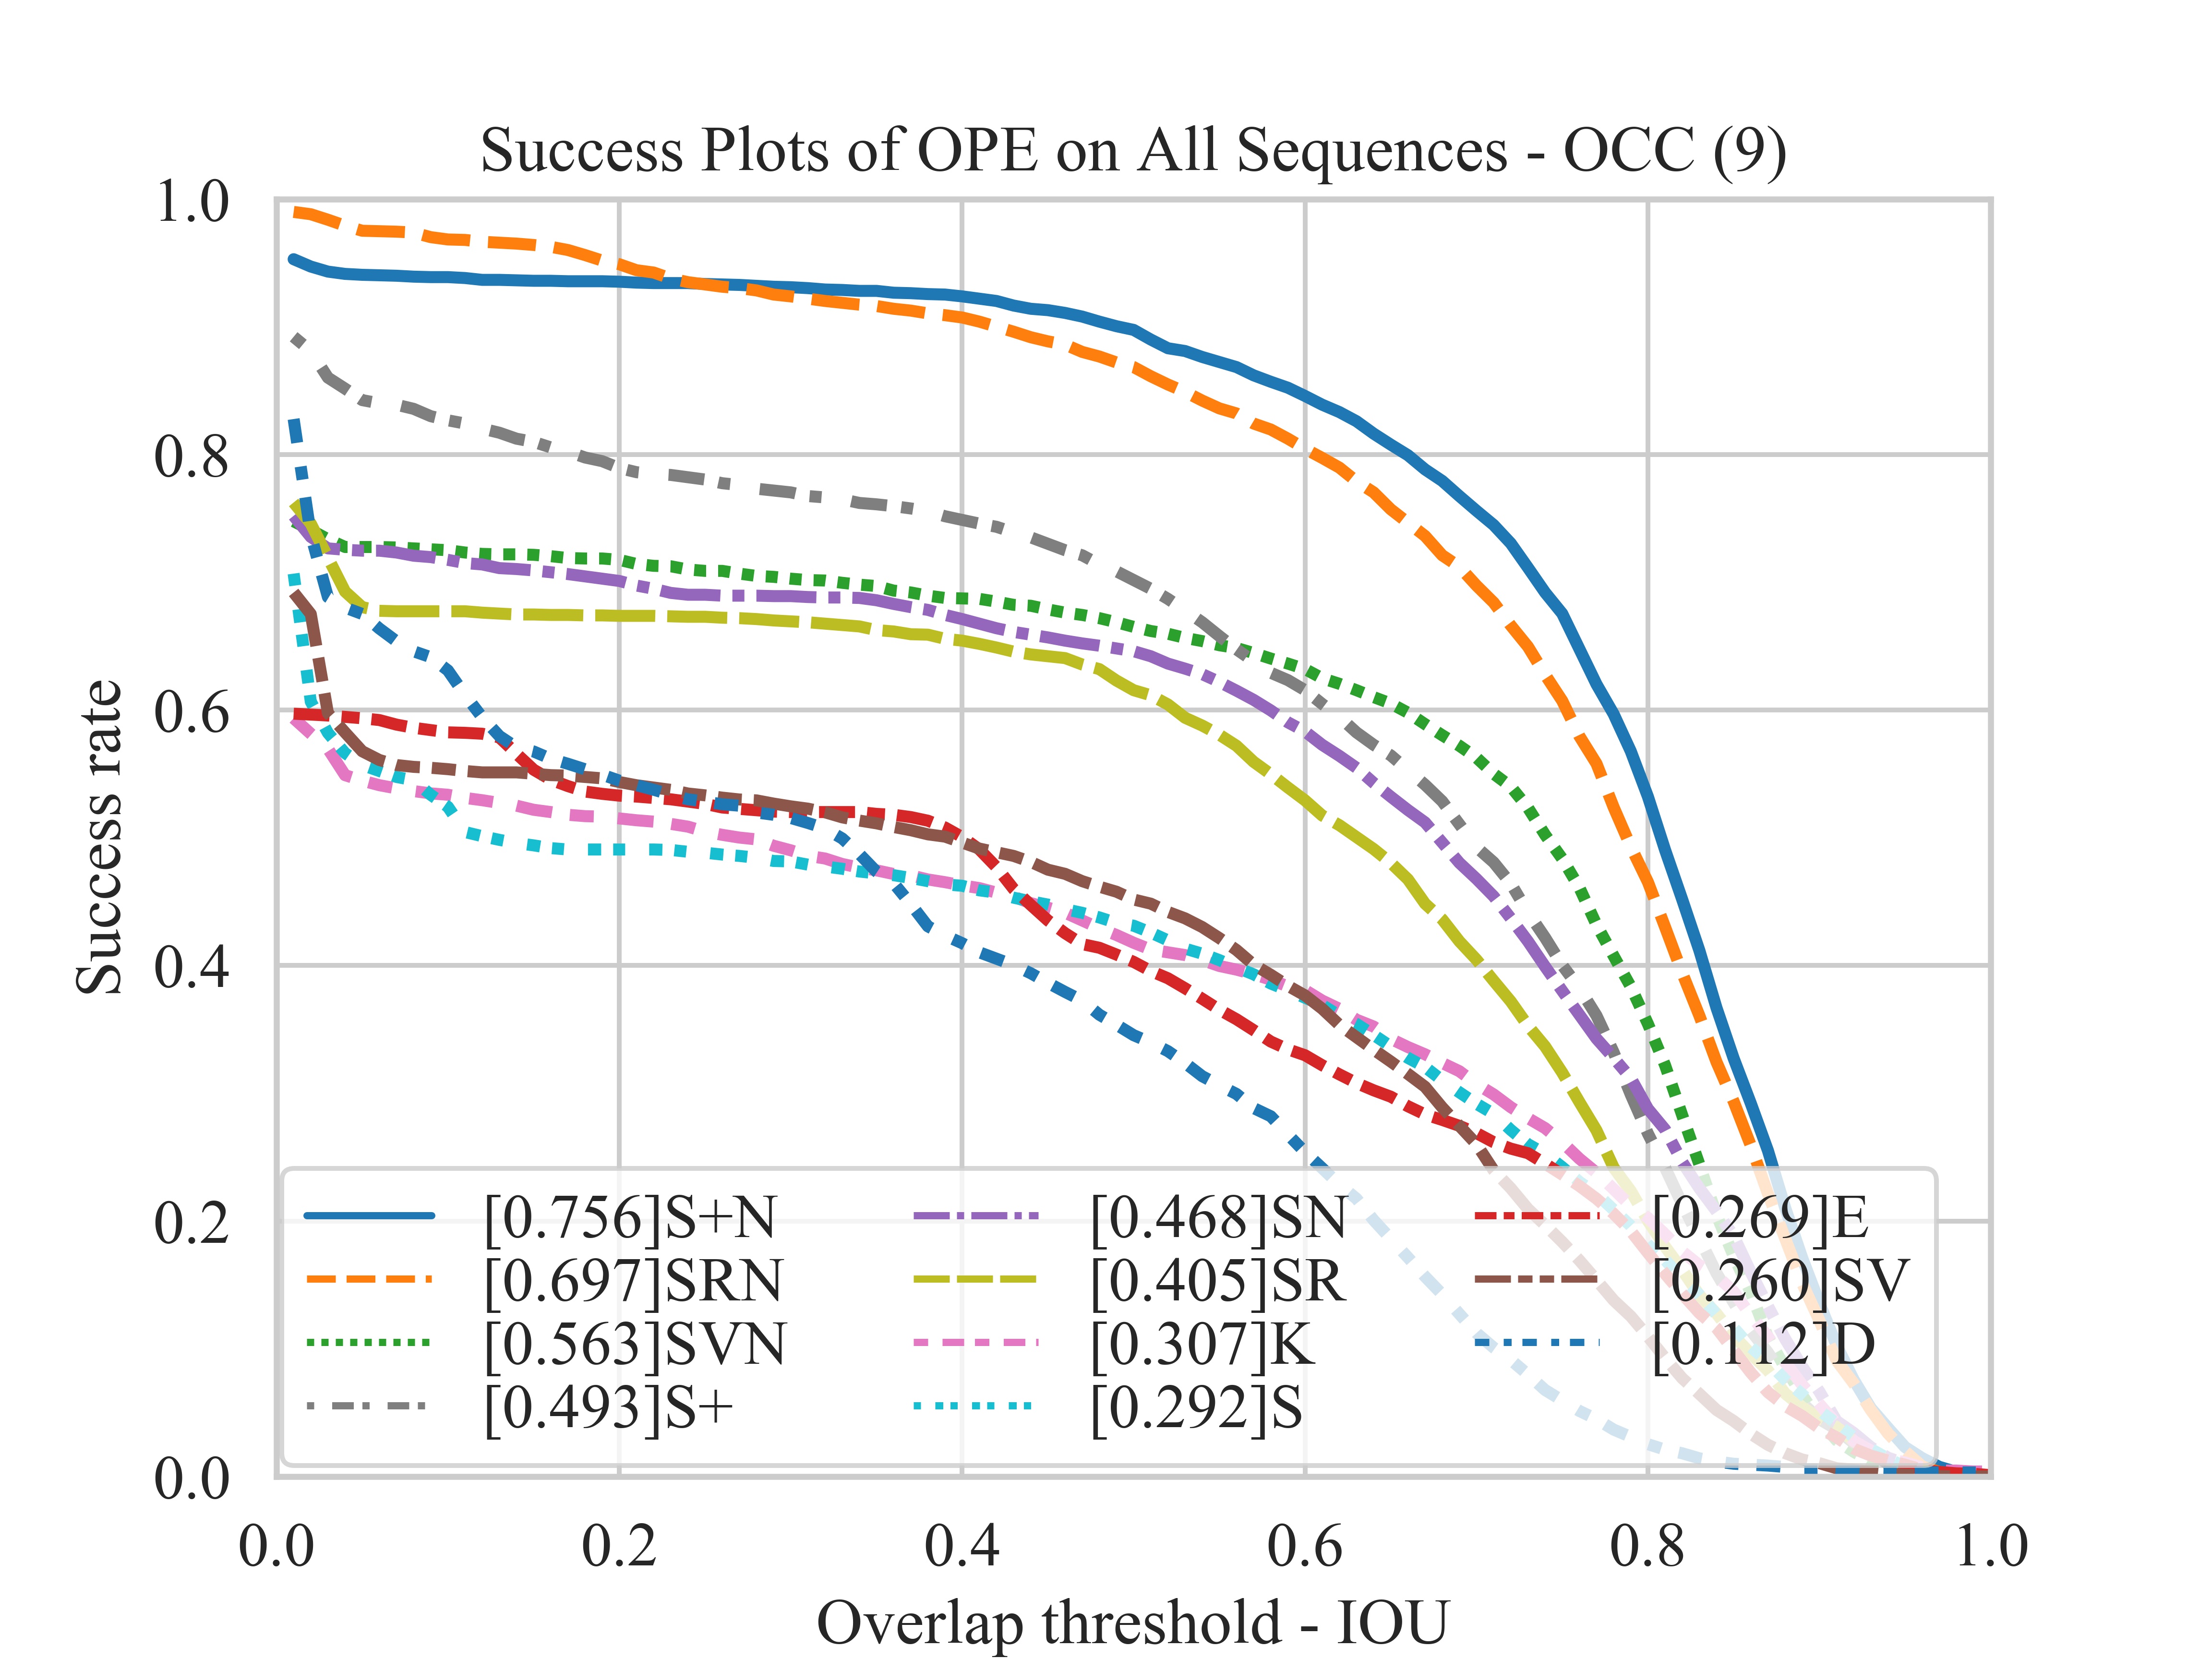 Success Plots of OPE on All Sequences - OCC (9)
1.0
0.8
0.6
0.4
0.2
0.0
Success rate
[0.756]S+N
[0.697]SRN
[0.563]SVN
[0.493]S+
[0.468]SN
[0.405]SR
[0.307]K
[0.292]S
[0.269]E
[0.260]SV
[0.112]D
0.0 0.2 0.4 0.6 0.8 1.0
Overlap threshold - IOU